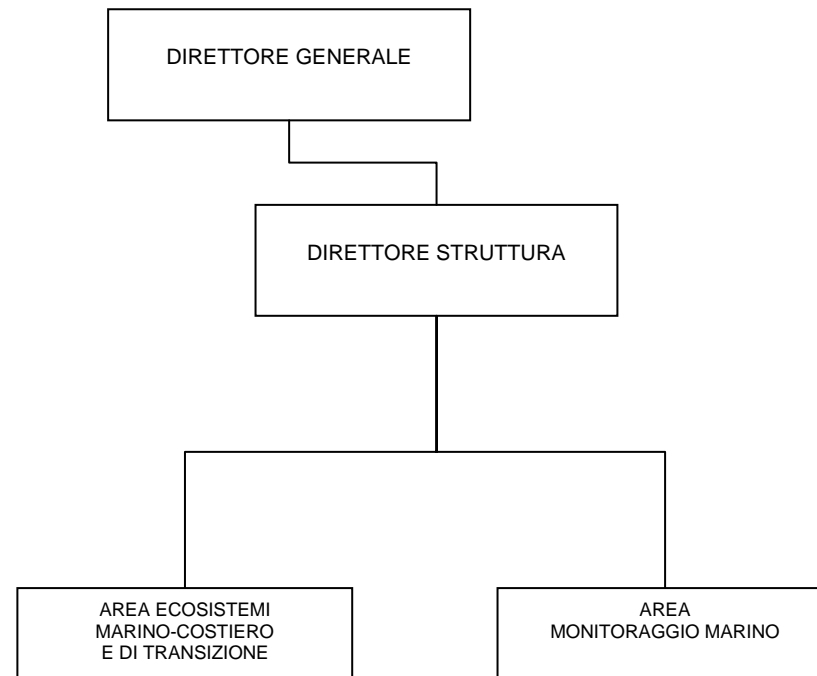 DIRETTORE GENERALE
DIRETTORE STRUTTURA
AREA ECOSISTEMI
MARINO-COSTIERO
E DI TRANSIZIONE
AREA
MONITORAGGIO MARINO